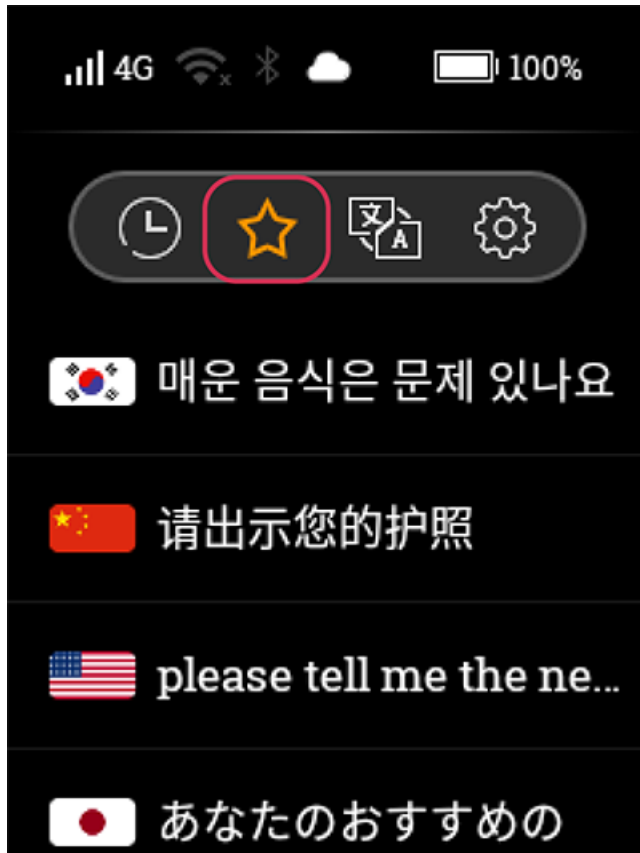 4G 100%
文 A
매운 음식은 문제 있나요
请出示您的护照
please tell me the ne...
あなたのおすすめの